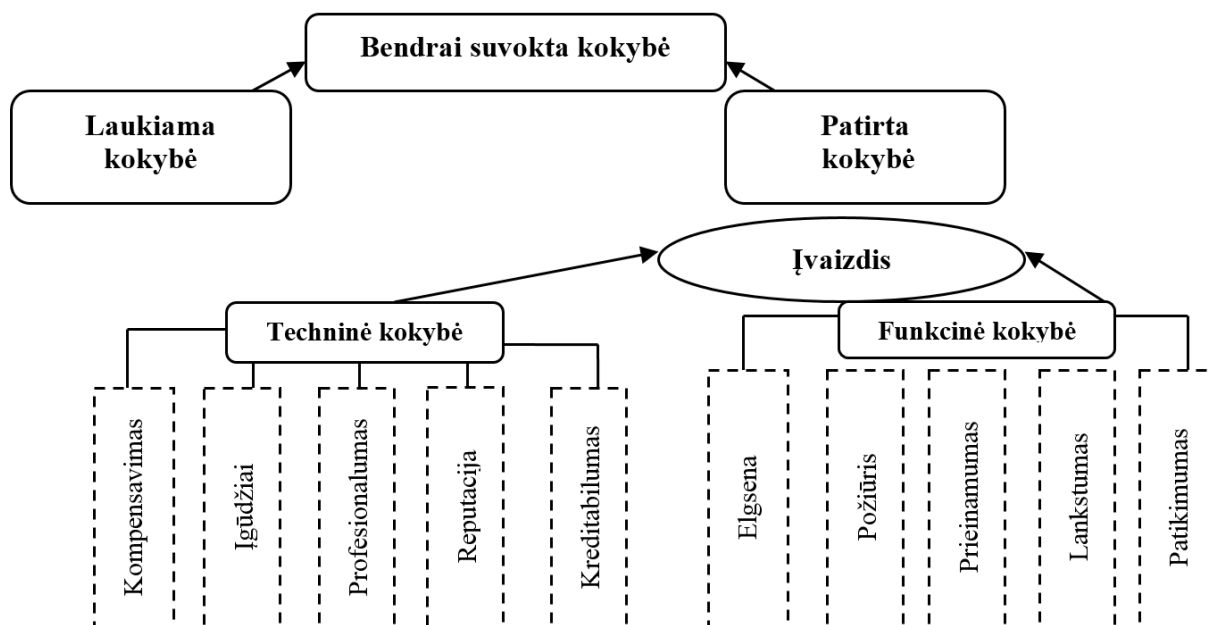 Bendrai suvokta kokybė
Laukiama
kokybė
Patirta
kokybė
Įvaizdis
Techninė kokybė
Funkcinė kokybė
Kompensavimas
Įgūdžiai
Profesionalumas
Reputacija
Kreditabilumas
Elgsena
Požiūris
Prieinamumas
Lankstumas
Patikimumas